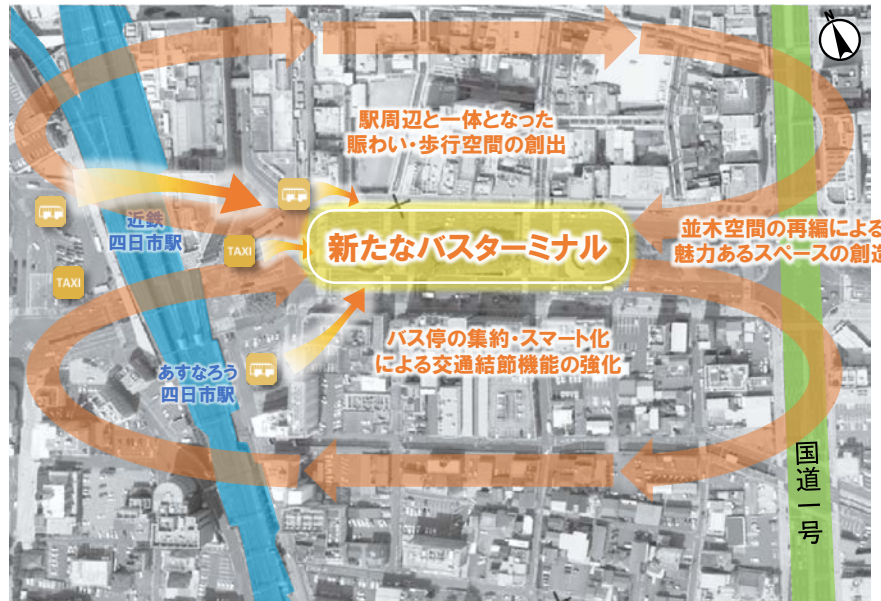 N
駅周辺と一体となった
賑わい・歩行空間の創出
近鉄
四日市駅
TAXI
新たなバスターミナル
並木空間の再編による
魅力あるスペースの創造
TAXI
バス停の集約・スマート化
による交通結節機能の強化
あすなろう
四日市駅
国道一号